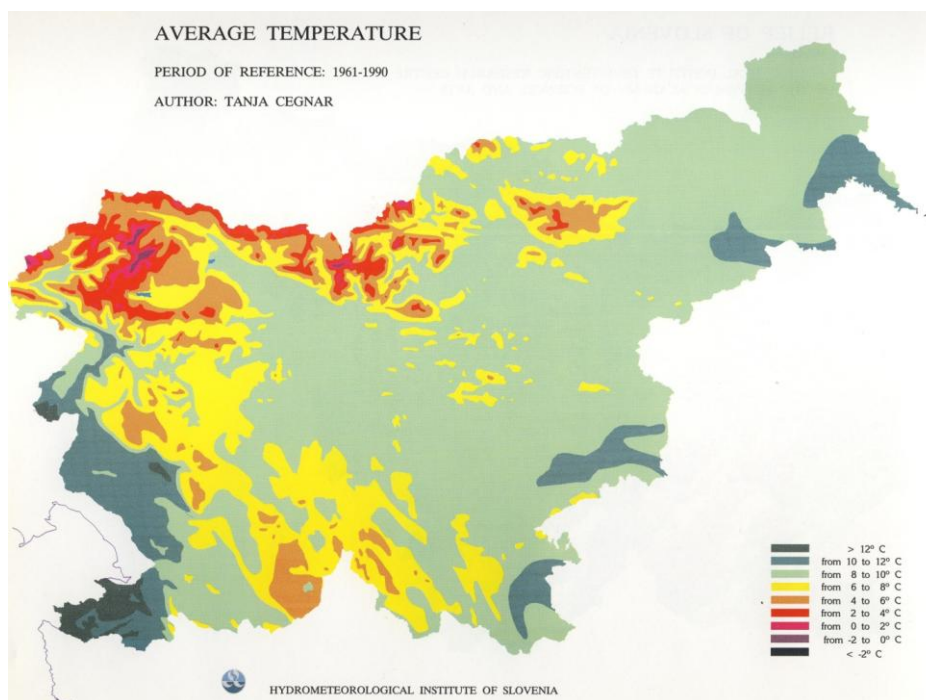 AVERAGE TEMPERATURE
PERIOD OF REFERENCE: 1961-1990
AUTHOR: TANJA CEGNAR
> 12° C
from 10 to 12° C
from 8 to 10° C
from 6 to 8° C
from 4 to 6° C
from 2 to 4° C
from 0 to 2° C
from -2 to 0° C
< -2° C
HYDROMETEOROLOGICAL INSTITUTE OF SLOVENIA